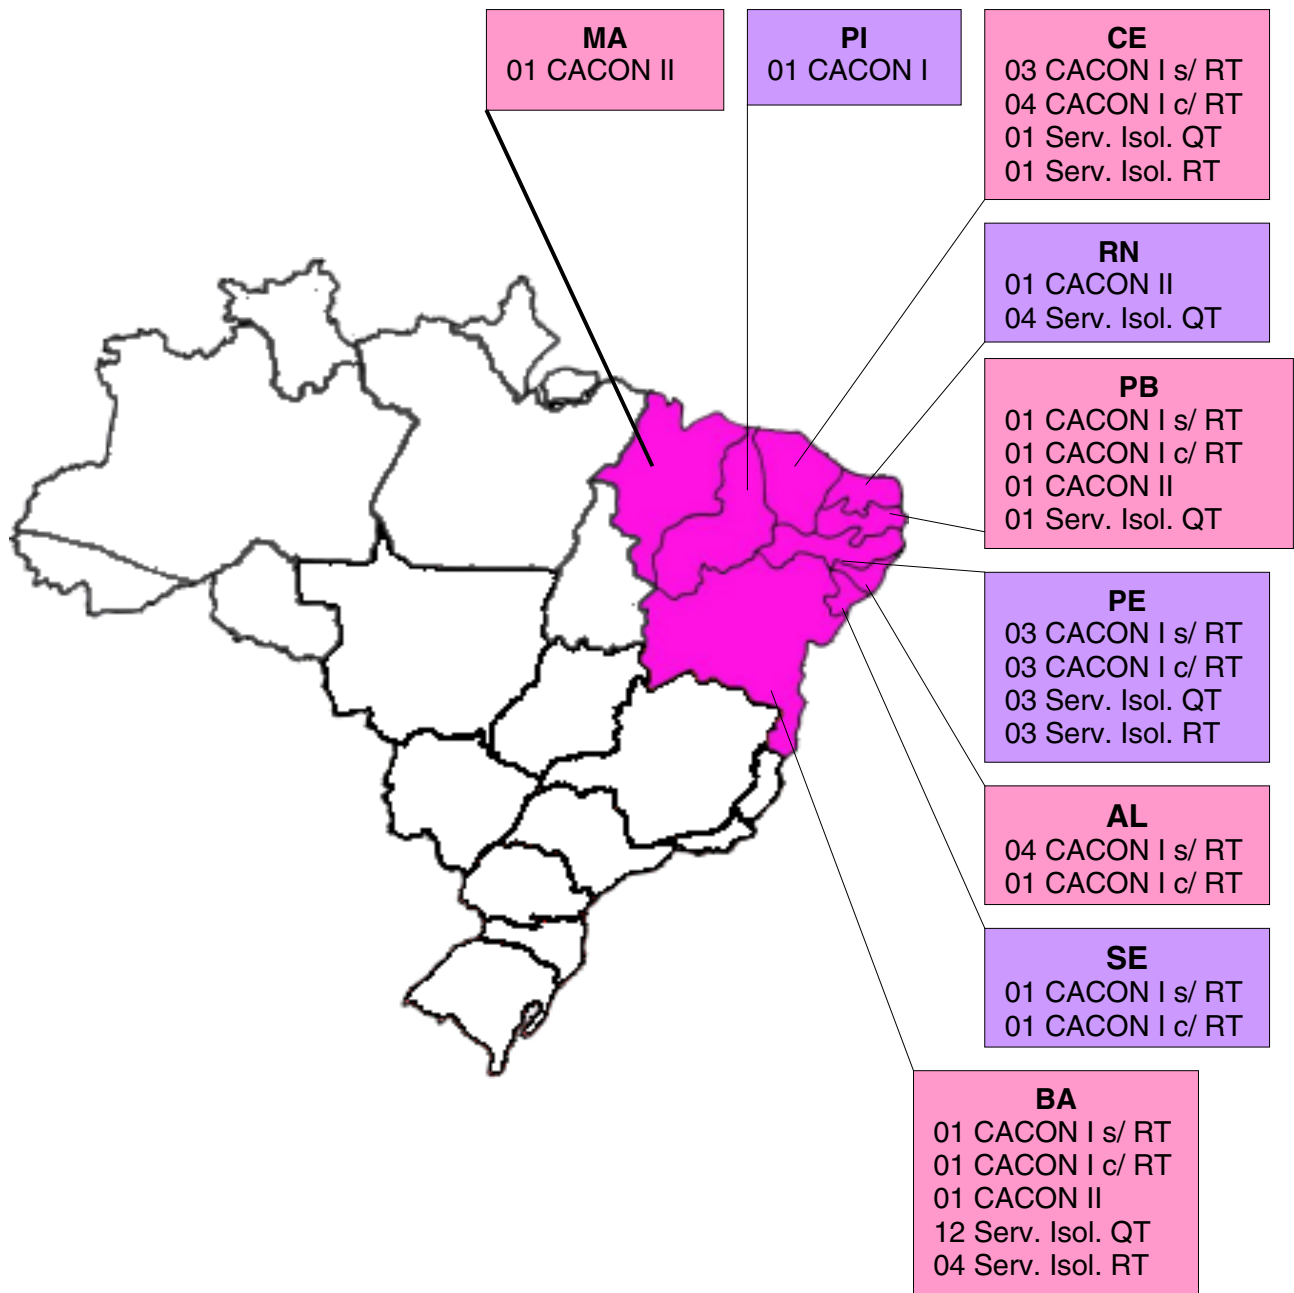 MA
01 CACON II
PI
01 CACON I
CE
03 CACON I s/ RT
04 CACON I c/ RT
01 Serv. Isol. QT
01 Serv. Isol. RT
RN
01 CACON II
04 Serv. Isol. QT
PB
01 CACON I s/ RT
01 CACON I c/ RT
01 CACON II
01 Serv. Isol. QT
PE
03 CACON I s/ RT
03 CACON I c/ RT
03 Serv. Isol. QT
03 Serv. Isol. RT
AL
04 CACON I s/ RT
01 CACON I c/ RT
SE
01 CACON I s/ RT
01 CACON I c/ RT
BA
01 CACON I s/ RT
01 CACON I c/ RT
01 CACON II
12 Serv. Isol. QT
04 Serv. Isol. RT